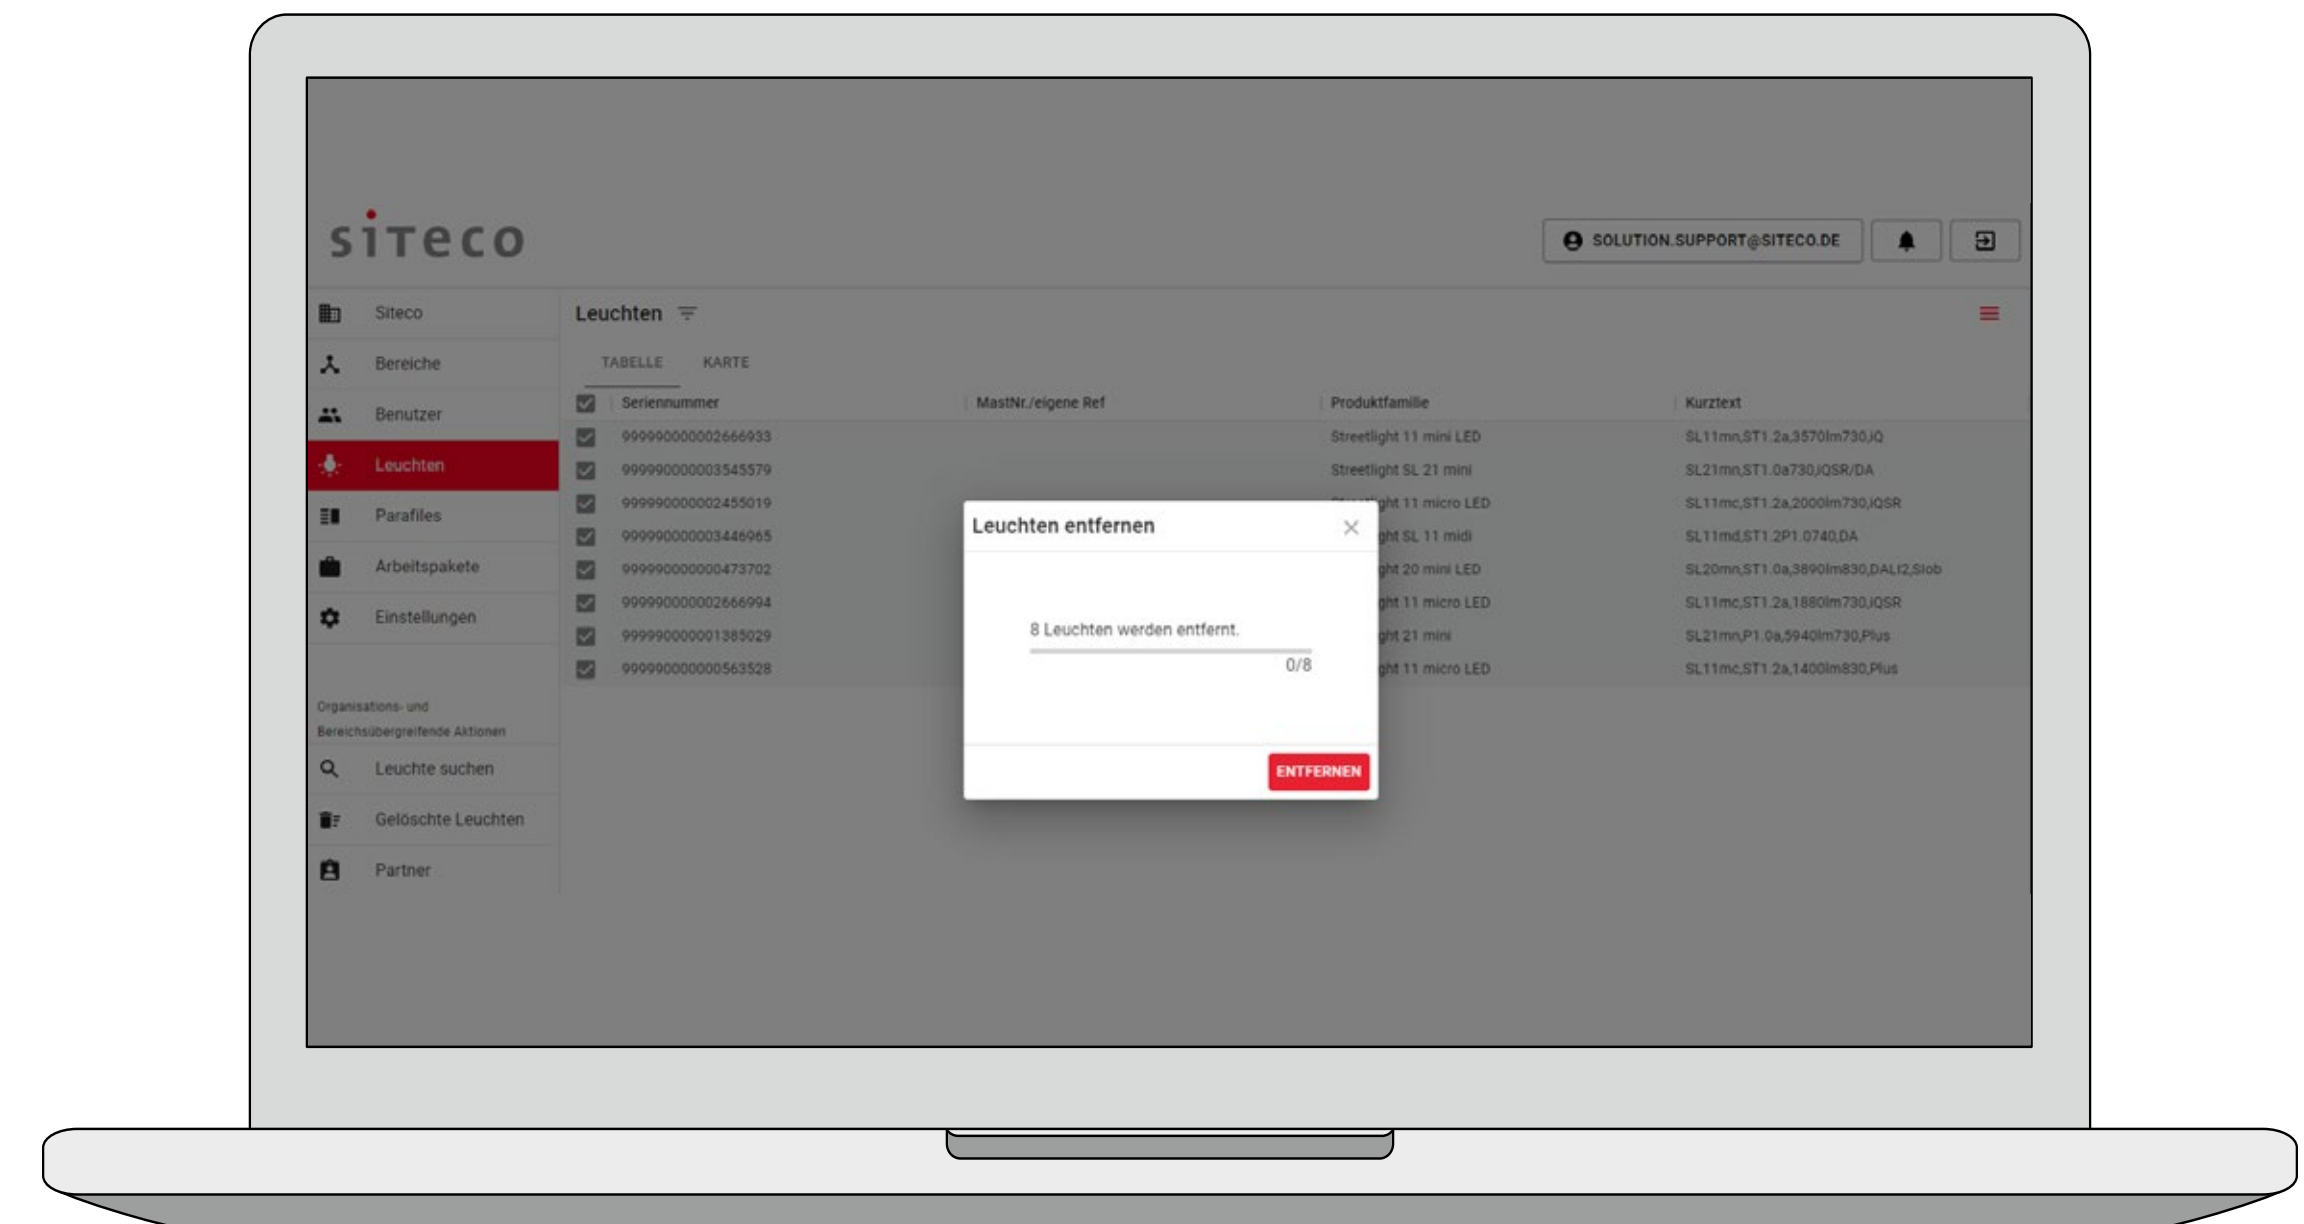 siteco
SOLUTION.SUPPORT@SITECO.DE
Siteco
Bereiche
Benutzer
Leuchten
Parafiles
Arbeitspakete
Einstellungen
Organisations- und
Bereichsübergreifende Aktionen
Leuchte suchen
Gelöschte Leuchten
Partner
Leuchten
TABELLE KARTE
Seriennummer MastNr./eigene Ref Produktfamilie Kurztext
999990000002666933 Streetlight 11 mini LED SL11mn,ST1.2a,3570lm730,iQ
999990000003545579 Streetlight SL 21 mini SL21mn,ST1.0a730,iQSR/DA
999990000002455019 ght 11 micro LED SL11mc,ST1.2a,2000lm730,iQSR
999990000003446965 ght SL 11 midi SL11md,ST1.2P1.0740,DA
999990000000473702 ght 20 mini LED SL20mn,ST1.0a,3890lm830,DALI2,Slob
999990000002666994 ght 11 micro LED SL11mc,ST1.2a,1880lm730,iQSR
999990000001385029 ght 21 mini SL21mn,P1.0a,5940lm730,Plus
999990000000563528 ght 11 micro LED SL11mc,ST1.2a,1400lm830,Plus
Leuchten entfernen
8 Leuchten werden entfernt.
0/8
ENTFERNEN